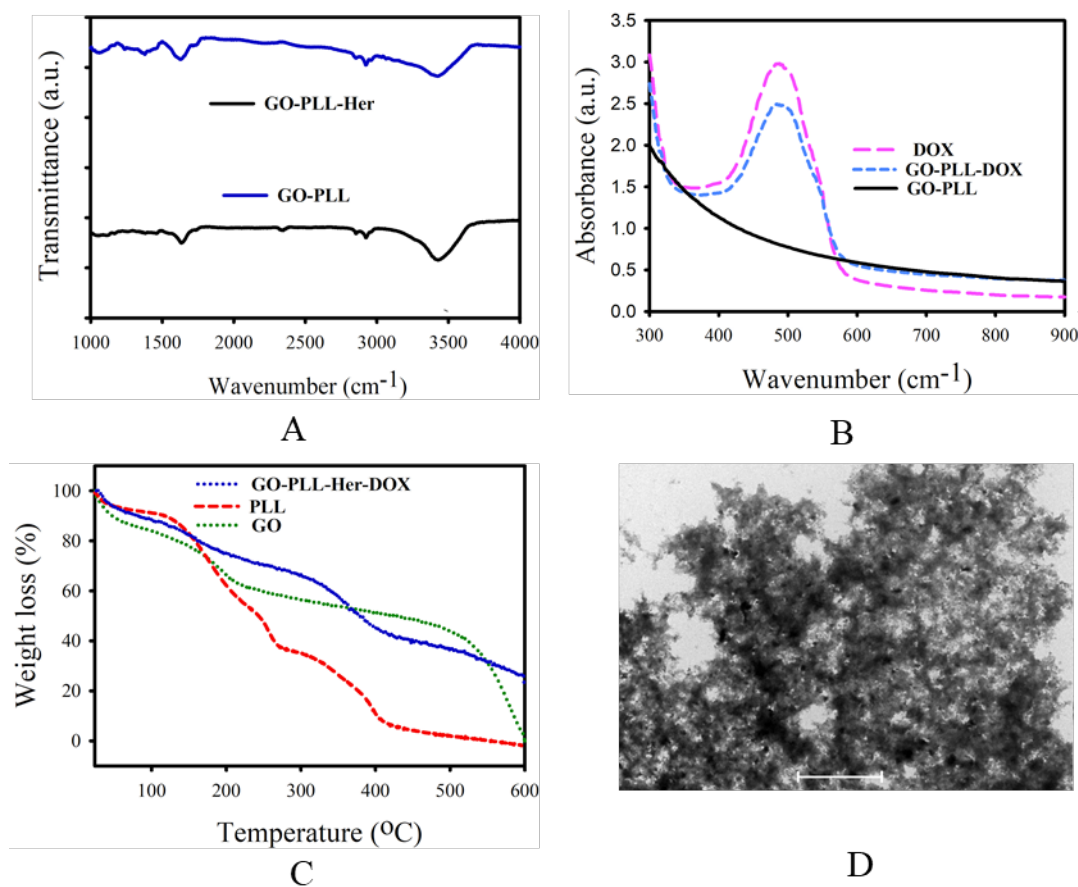 Transmittance (a.u.)
GO-PLL-Her
GO-PLL
1000 1500 2000 2500 3000 3500 4000
Wavenumber (cm-1)
A
Absorbance (a.u.)
3.5
3.0
2.5
2.0
1.5
1.0
0.5
0.0
DOX
GO-PLL-DOX
GO-PLL
300 400 500 600 700 800 900
Wavenumber (cm-1)
B
Weight loss (%)
100
80
60
40
20
0
GO-PLL-Her-DOX
PLL
GO
100 200 300 400 500 600
Temperature (oC)
C
D